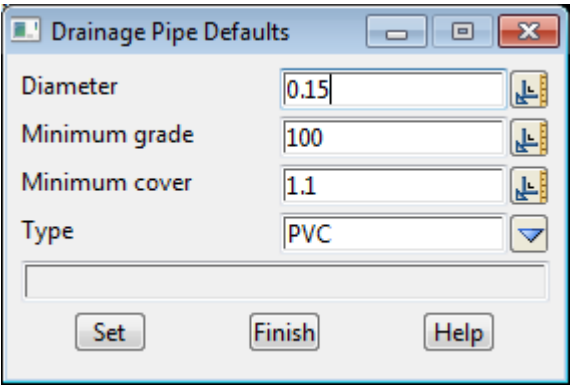 Drainage Pipe Defaults
Diameter 0.15
Minimum grade 100
Minimum cover 1.1
Type PVC
Set Finish Help